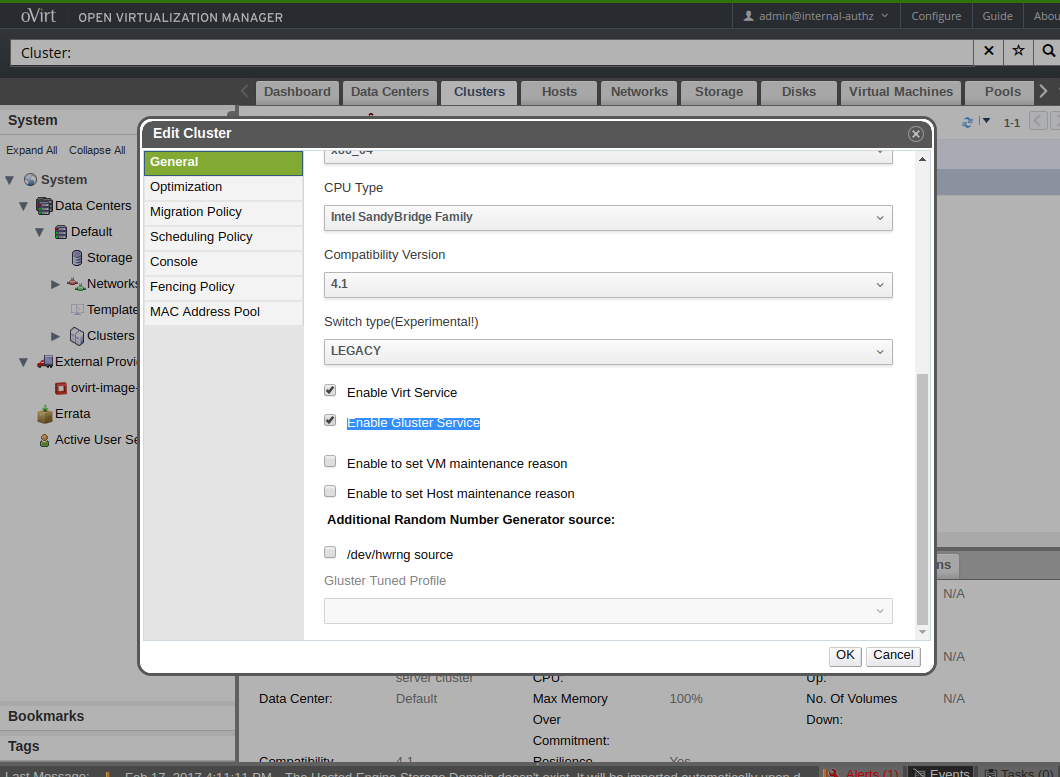 oVirt OPEN VIRTUALIZATION MANAGER admin@internal-authz Configure Guide Abou
Cluster:
Dashboard Data Centers Clusters Hosts Networks Storage Disks Virtual Machines Pools
System
1-1
Expand All Collapse All
System
Data Centers
Default
Storage
Networks
Template
Clusters
External Provi
ovirt-image-
Errata
Active User Se
Bookmarks
Tags
Edit Cluster
General
Optimization
Migration Policy
Scheduling Policy
Console
Fencing Policy
MAC Address Pool
x86_64
CPU Type
Intel SandyBridge Family
Compatibility Version
4.1
Switch type(Experimental!)
LEGACY
Enable Virt Service
Enable Gluster Service
Enable to set VM maintenance reason
Enable to set Host maintenance reason
Additional Random Number Generator source:
/dev/hwrng source
Gluster Tuned Profile
OK Cancel
ns
N/A
N/A
server cluster CPU: Up:
Data Center: Default Max Memory 100% No. Of Volumes N/A
Over Down:
Commitment:
Compatibility 4.1 Resilience Yes
Last Message: Feb 17, 2017 4:11:11 PM The Hosted Engine Storage Domain doesn't exist. It will be imported automatically upon d Alerts (1) Events Tasks (0)